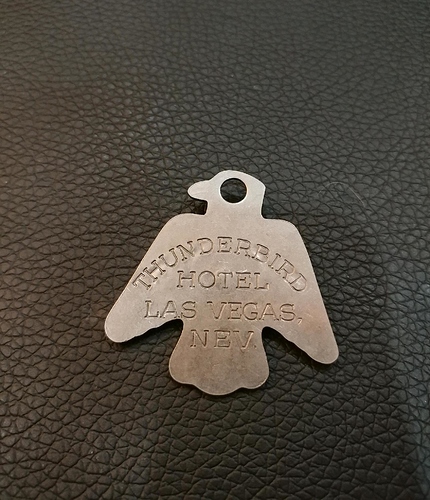 THUNDERBIRD
HOTEL
LAS VEGAS,
NEV.